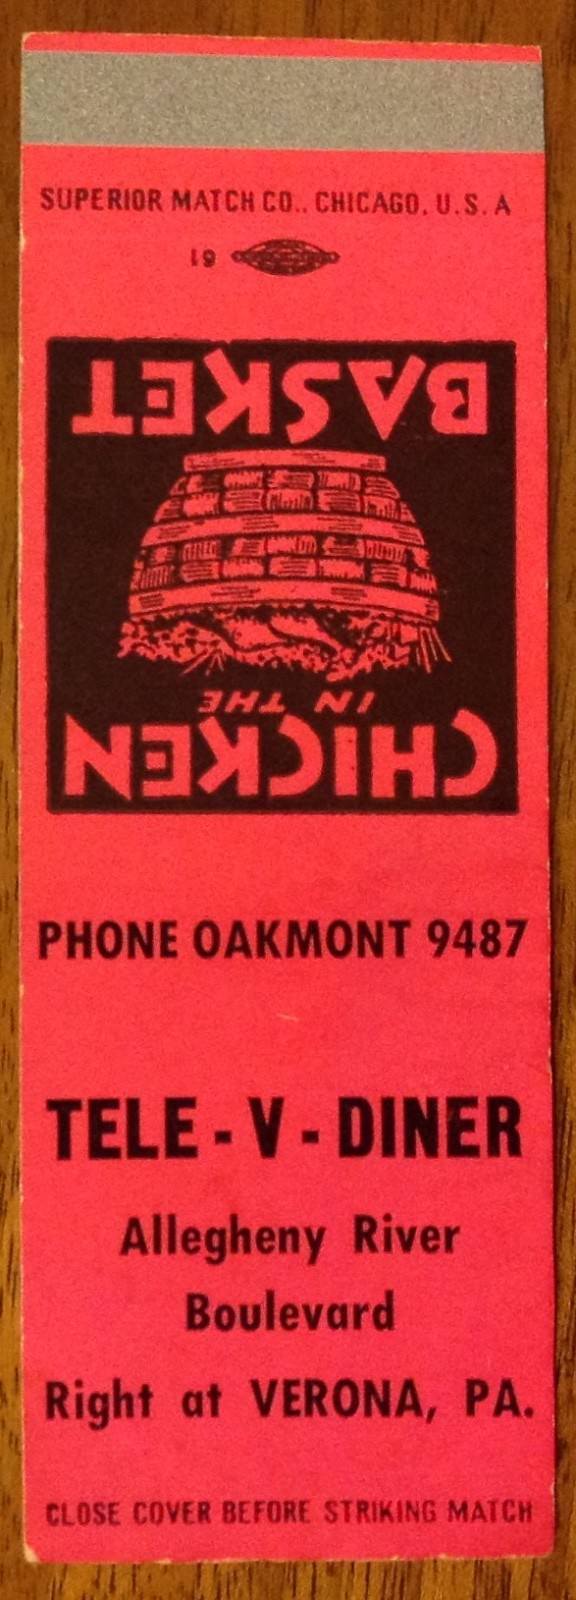 SUPERIOR MATCH CO., CHICAGO, U.S.A
19
CHICKEN
IN THE
BASKET
PHONE OAKMONT 9487
TELE - V - DINER
Allegheny River
Boulevard
Right at VERONA, PA.
CLOSE COVER BEFORE STRIKING MATCH